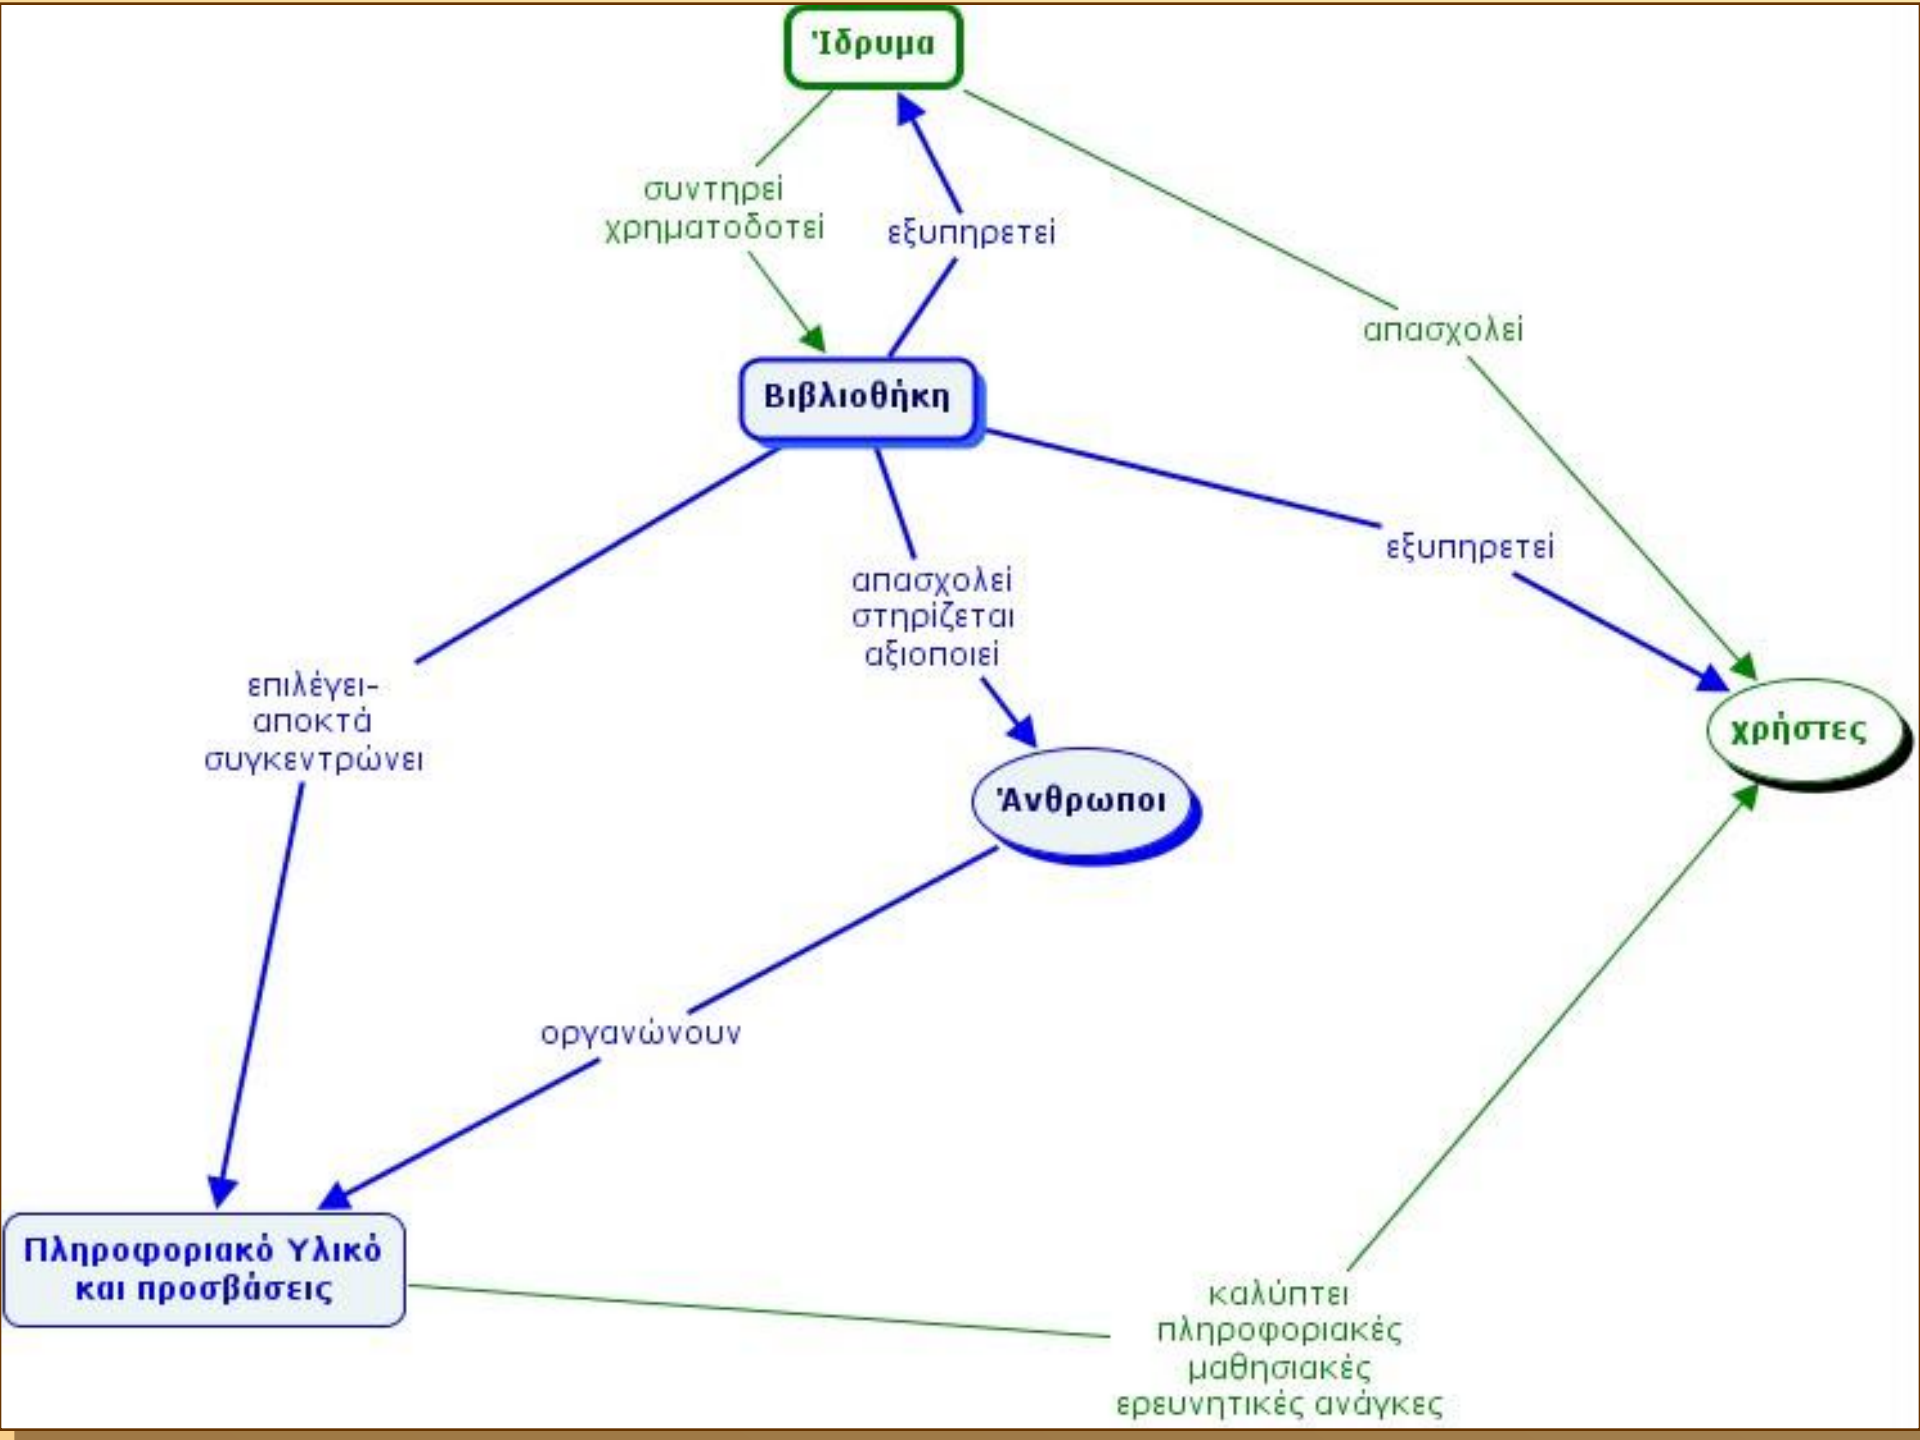 Ίδρυμα
συντηρεί
χρηματοδοτεί
εξυπηρετεί
απασχολεί
Βιβλιοθήκη
εξυπηρετεί
απασχολεί
στηρίζεται
αξιοποιεί
επιλέγει-
αποκτά
συγκεντρώνει
χρήστες
Άνθρωποι
οργανώνουν
Πληροφοριακό Υλικό
και προσβάσεις
καλύπτει
πληροφοριακές
μαθησιακές
ερευνητικές ανάγκες